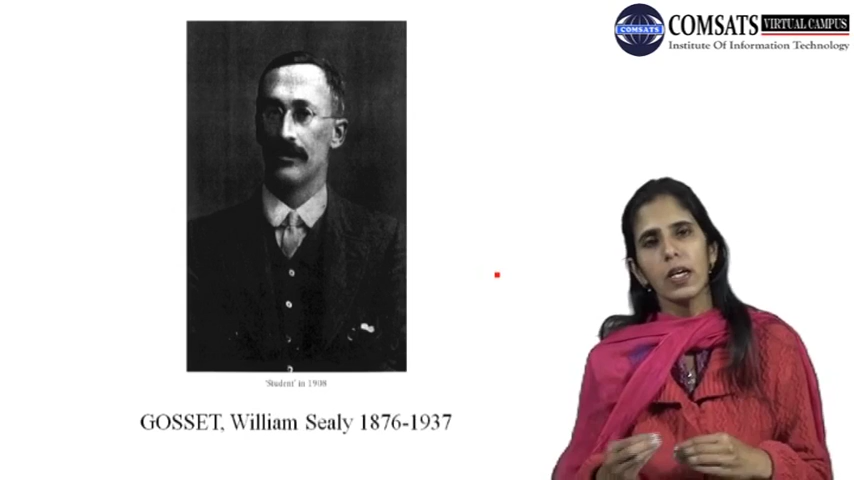 COMSATS VIRTUAL CAMPUS
COMSATS
Institute Of Information Technology
'Student' in 1908
GOSSET, William Sealy 1876-1937